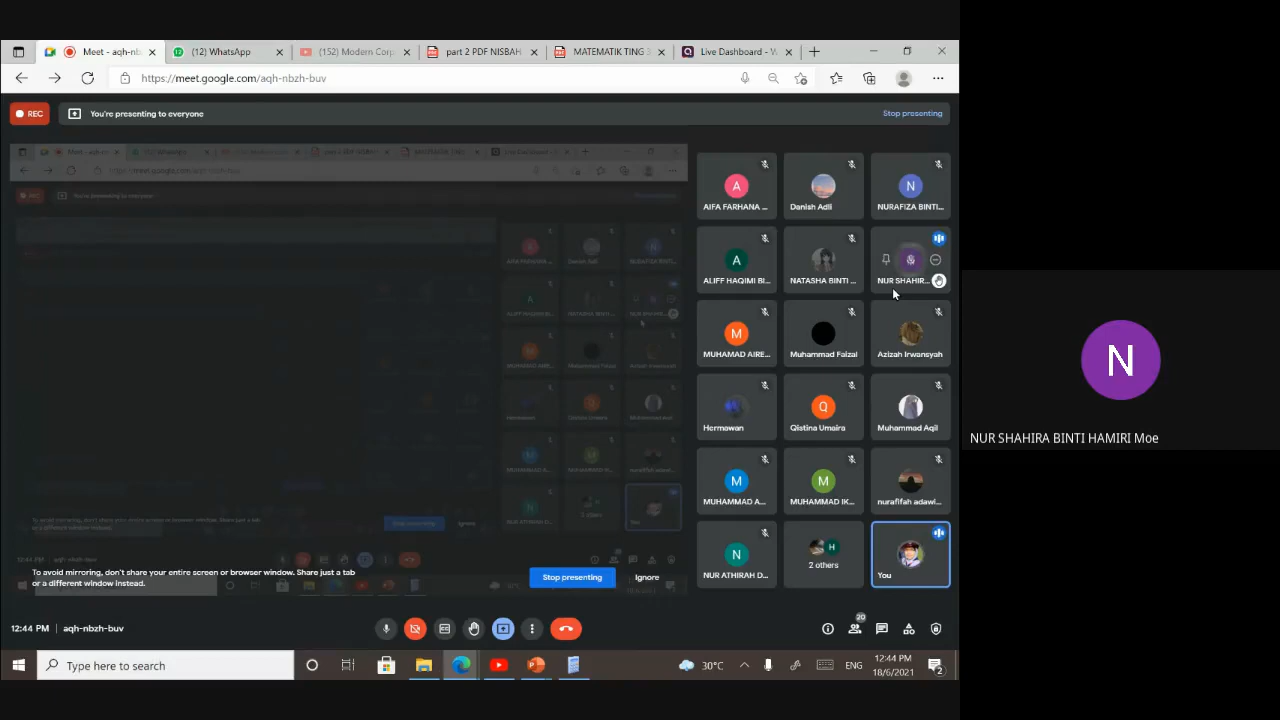 Meet - aqh-nb
(12) WhatsApp
(152) Modern Corp
part 2 PDF NISBAH
MATEMATIK TING 3
Live Dashboard - W
https://meet.google.com/aqh-nbzh-buv
REC
You're presenting to everyone
Stop presenting
A
AIFA FARHANA ...
Danish Adli
N
NURAFIZA BINTI...
A
ALIFF HAQIMI BI...
NATASHA BINTI ...
NUR SHAHIR...
M
MUHAMAD AIRE...
Muhammad Faizal
Azizah Irwansyah
Hermawan
Q
Qistina Umaira
Muhammad Aqil
M
MUHAMMAD A...
M
MUHAMMAD IK...
nurafifah adawi...
N
NUR ATHIRAH D...
H
2 others
You
To avoid mirroring, don't share your entire screen or browser window. Share just a tab
or a different window instead.
Stop presenting
Ignore
12:44 PM | aqh-nbzh-buv
20
Type here to search
30°C
ENG
12:44 PM
18/6/2021
2
N
NUR SHAHIRA BINTI HAMIRI Moe